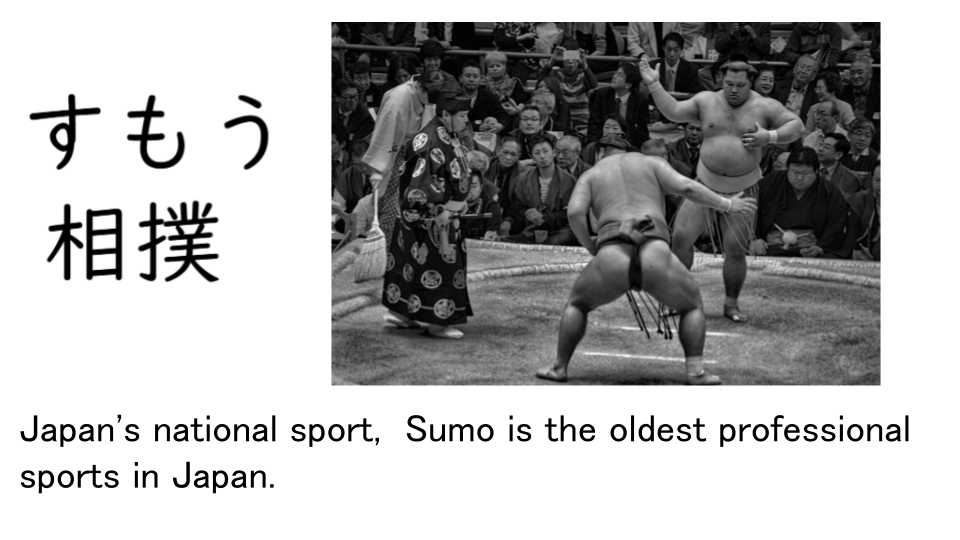 すもう
相撲
Japan's national sport, Sumo is the oldest professional
sports in Japan.